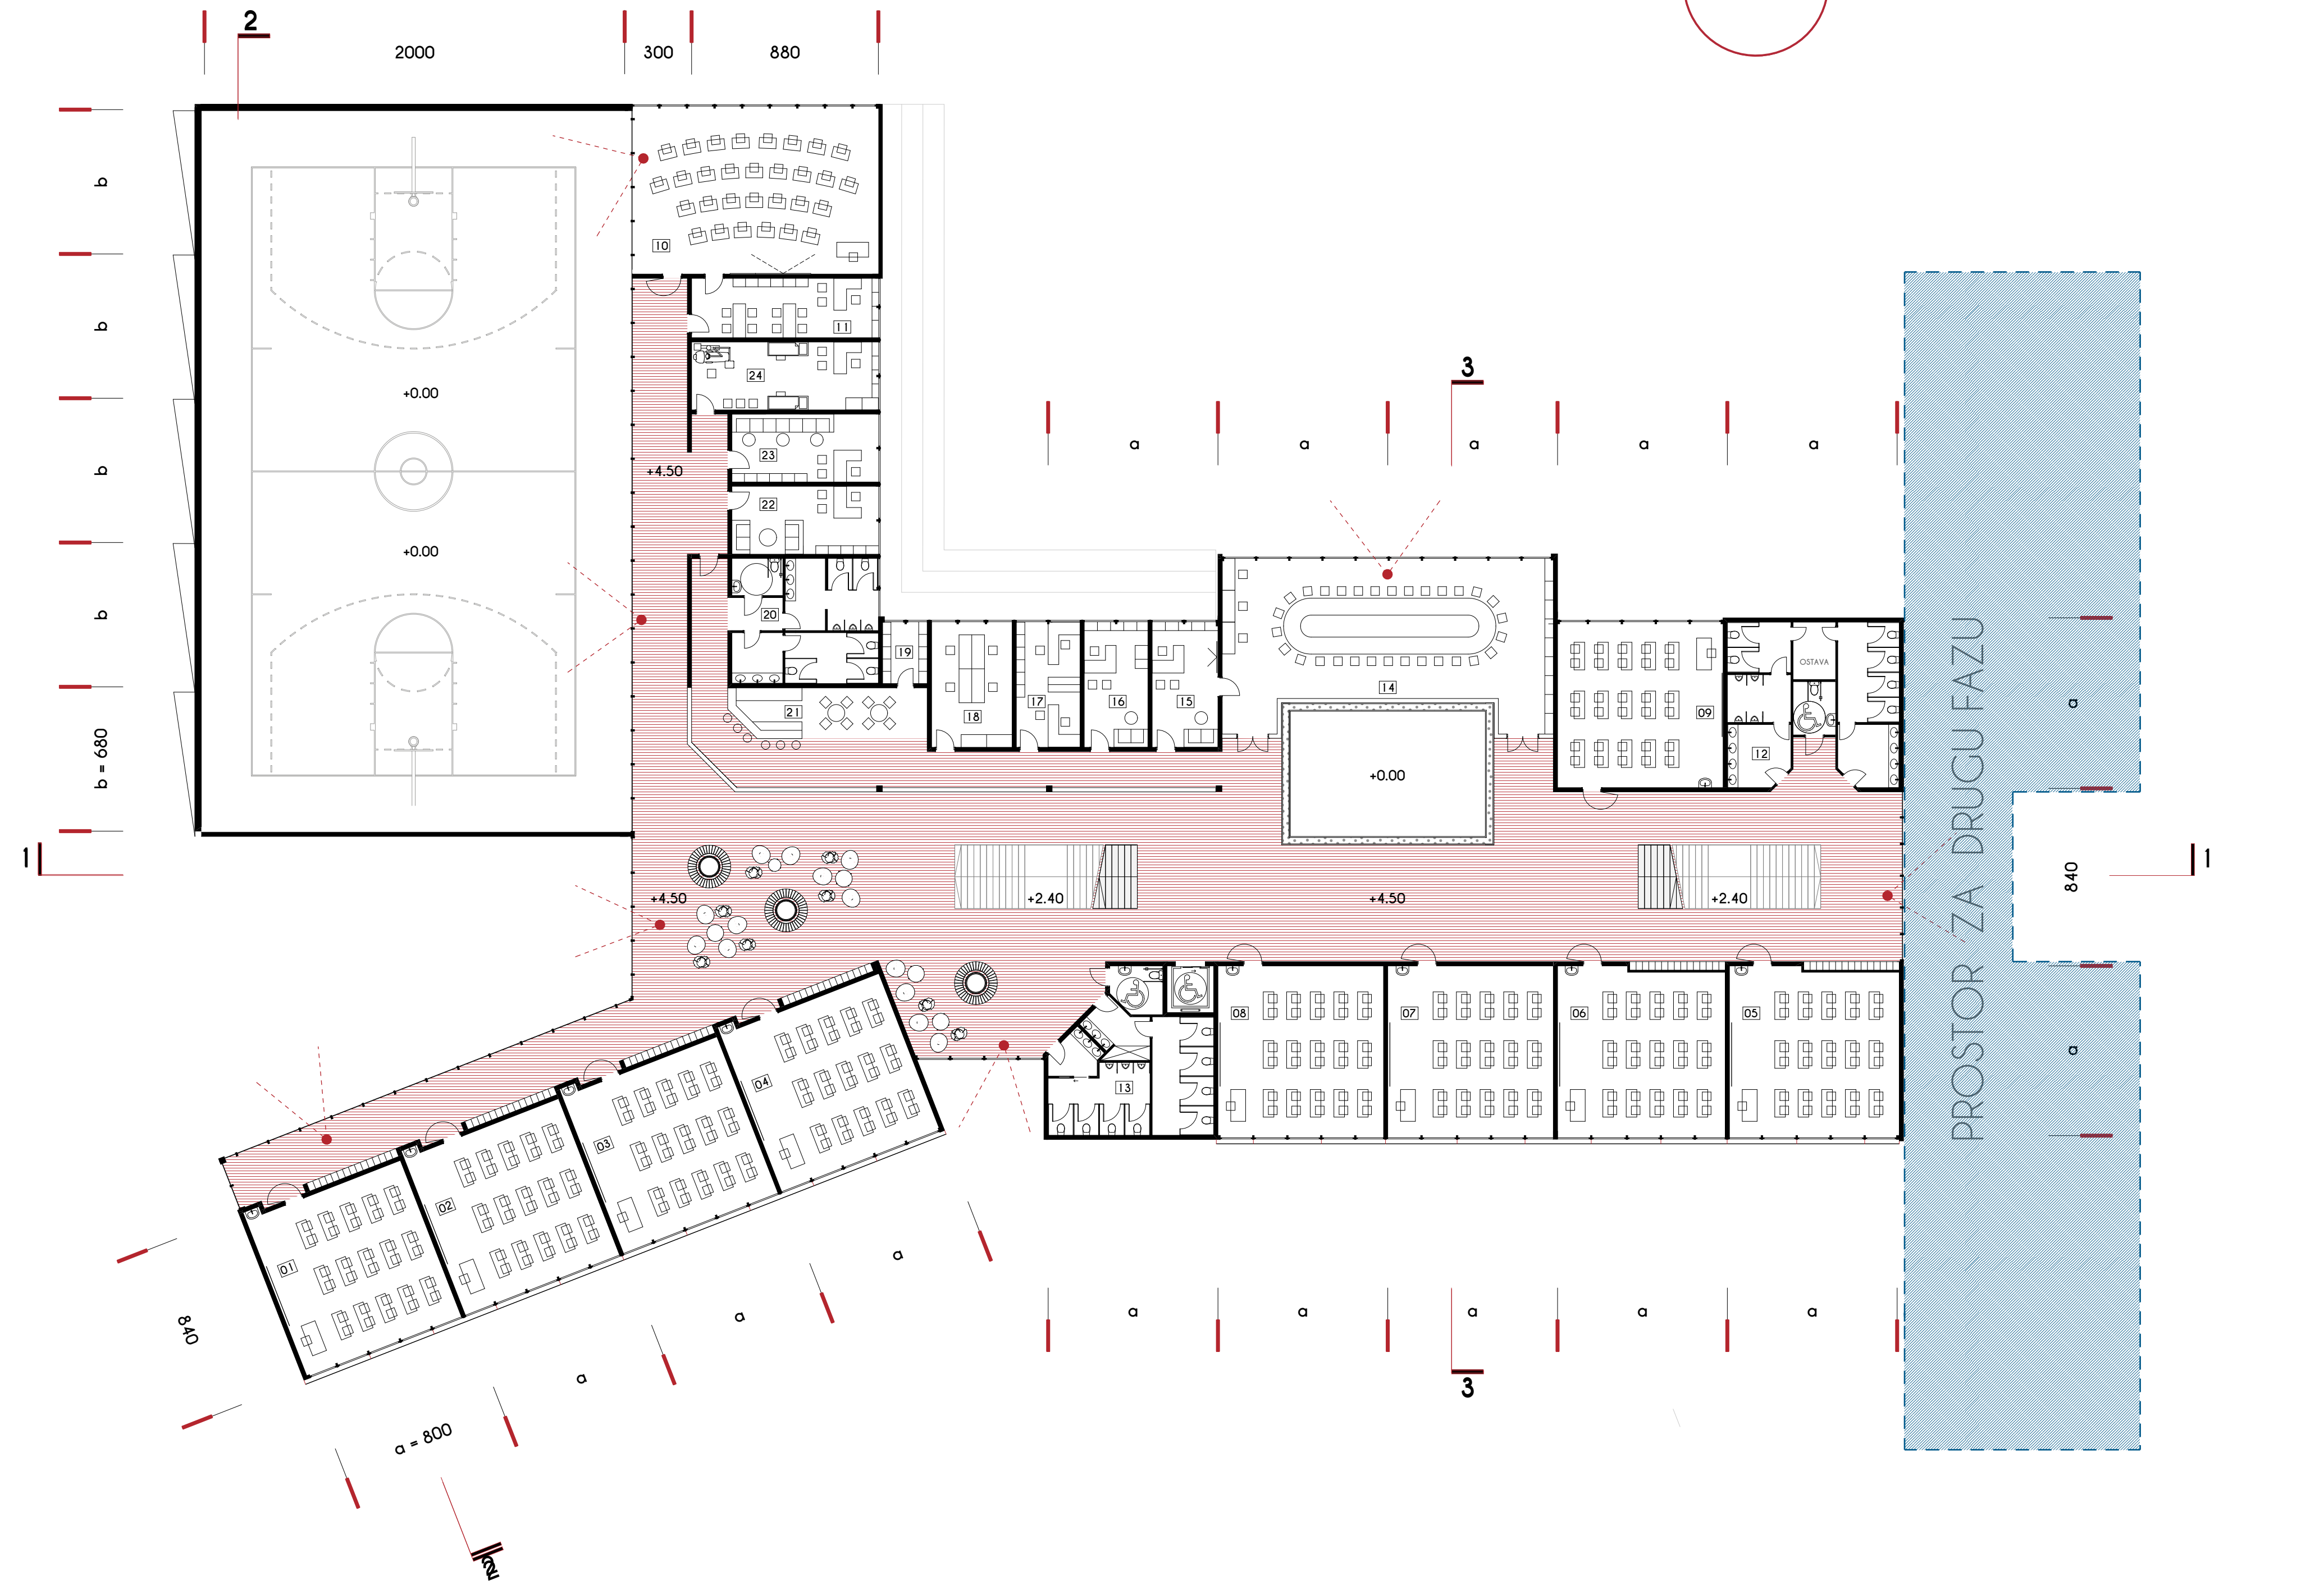 2
2000
300
880
b
b
b
b
b = 680
10
11
24
+0.00
23
+4.50
22
+0.00
20
19
18
17
16
15
21
3
a
a
a
a
a
14
09
OSTAVA
12
a
+0.00
1
840
1
+4.50
+2.40
+4.50
+2.40
PROSTOR ZA DRUGU FAZU
08
07
06
05
a
13
04
03
02
01
840
a = 800
a
a
a
a
a
a
a
a
3
2